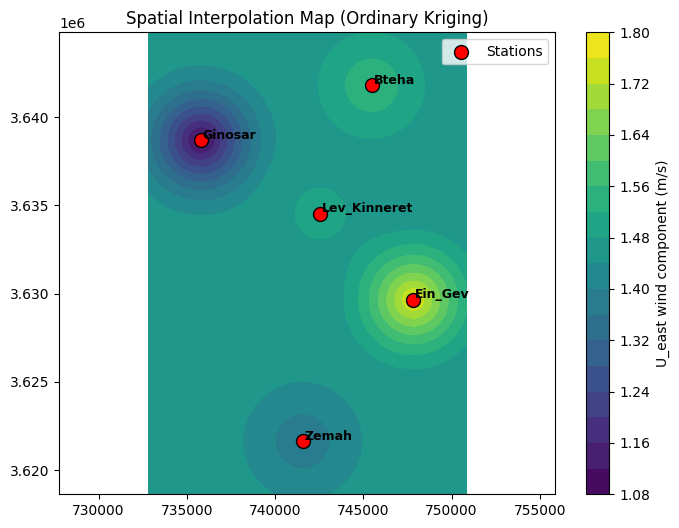 Spatial Interpolation Map (Ordinary Kriging)
1e6
Stations
Bteha
Ginosar
Lev_Kinneret
Ein_Gev
Zemah
3.640
3.635
3.630
3.625
3.620
730000 735000 740000 745000 750000 755000
1.80
1.72
1.64
1.56
1.48
1.40
1.32
1.24
1.16
1.08
U_east wind component (m/s)